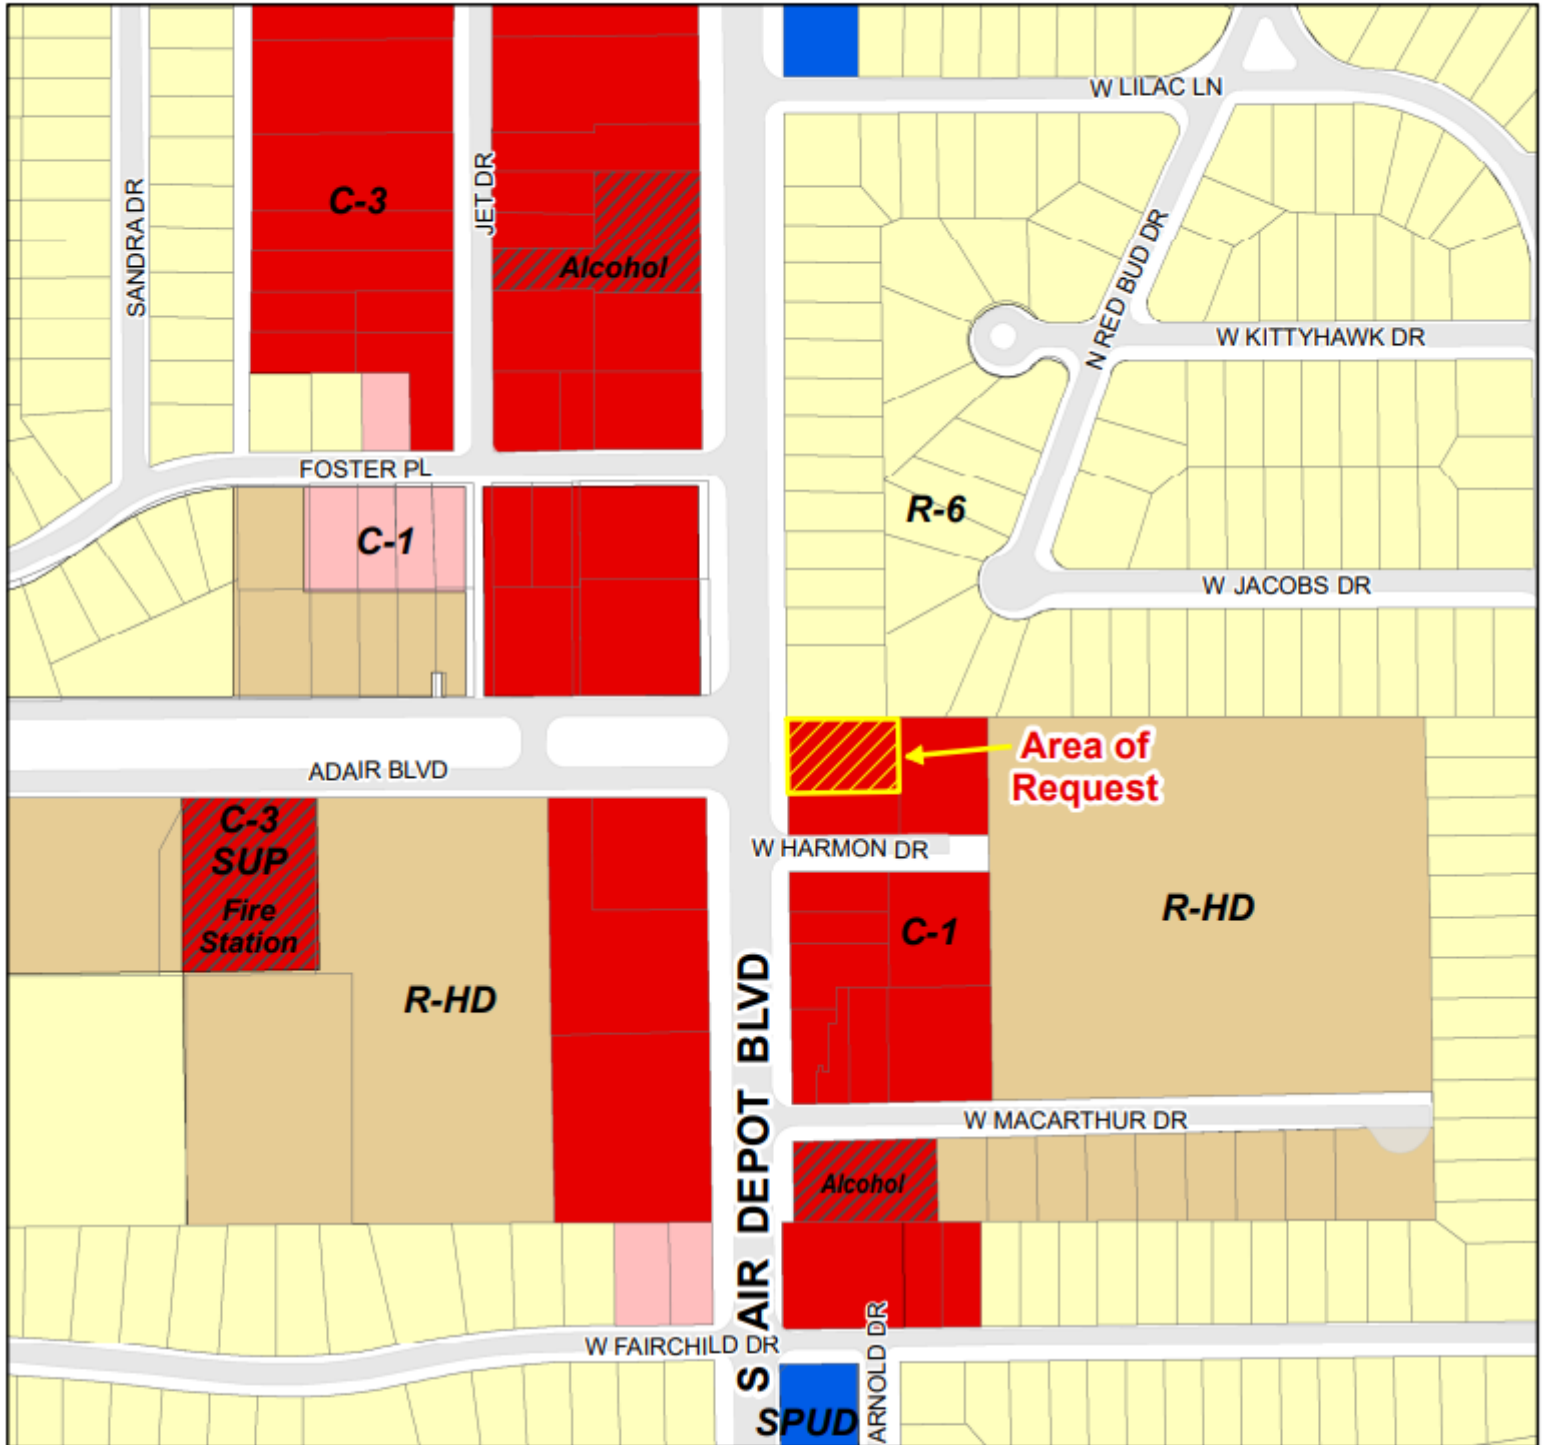 W LILAC LN
C-3
SANDRA DR
JET DR
Alcohol
N RED BUD DR
W KITTYHAWK DR
FOSTER PL
R-6
C-1
W JACOBS DR
Area of
Request
ADAIR BLVD
C-3
SUP
Fire
Station
W HARMON DR
R-HD
C-1
R-HD
S AIR DEPOT BLVD
W MACARTHUR DR
Alcohol
W FAIRCHILD DR
ARNOLD DR
SPUD